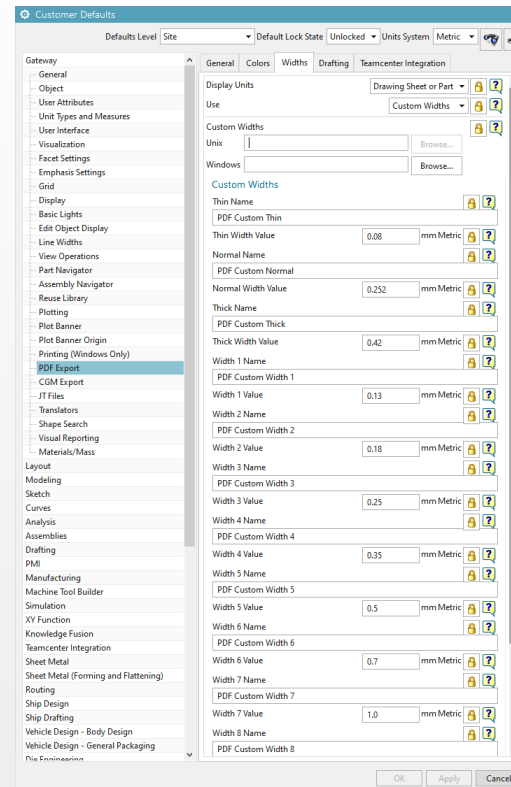 Customer Defaults
Defaults Level Site Default Lock State Unlocked Units System Metric
Gateway
General
Object
User Attributes
Unit Types and Measures
User Interface
Visualization
Facet Settings
Emphasis Settings
Grid
Display
Basic Lights
Edit Object Display
Line Widths
View Operations
Part Navigator
Assembly Navigator
Reuse Library
Plotting
Plot Banner
Plot Banner Origin
Printing (Windows Only)
PDF Export
CGM Export
JT Files
Translators
Shape Search
Visual Reporting
Materials/Mass
Layout
Modeling
Sketch
Curves
Analysis
Assemblies
Drafting
PMI
Manufacturing
Machine Tool Builder
Simulation
XY Function
Knowledge Fusion
Teamcenter Integration
Sheet Metal
Sheet Metal (Forming and Flattening)
Routing
Ship Design
Ship Drafting
Vehicle Design - Body Design
Vehicle Design - General Packaging
Die Engineering
General Colors Widths Drafting Teamcenter Integration
Display Units Drawing Sheet or Part
Use Custom Widths
Custom Widths
Unix Browse...
Windows Browse...
Custom Widths
Thin Name
PDF Custom Thin
Thin Width Value 0.08 mm Metric
Normal Name
PDF Custom Normal
Normal Width Value 0.252 mm Metric
Thick Name
PDF Custom Thick
Thick Width Value 0.42 mm Metric
Width 1 Name
PDF Custom Width 1
Width 1 Value 0.13 mm Metric
Width 2 Name
PDF Custom Width 2
Width 2 Value 0.18 mm Metric
Width 3 Name
PDF Custom Width 3
Width 3 Value 0.25 mm Metric
Width 4 Name
PDF Custom Width 4
Width 4 Value 0.35 mm Metric
Width 5 Name
PDF Custom Width 5
Width 5 Value 0.5 mm Metric
Width 6 Name
PDF Custom Width 6
Width 6 Value 0.7 mm Metric
Width 7 Name
PDF Custom Width 7
Width 7 Value 1.0 mm Metric
Width 8 Name
PDF Custom Width 8
OK Apply Cancel